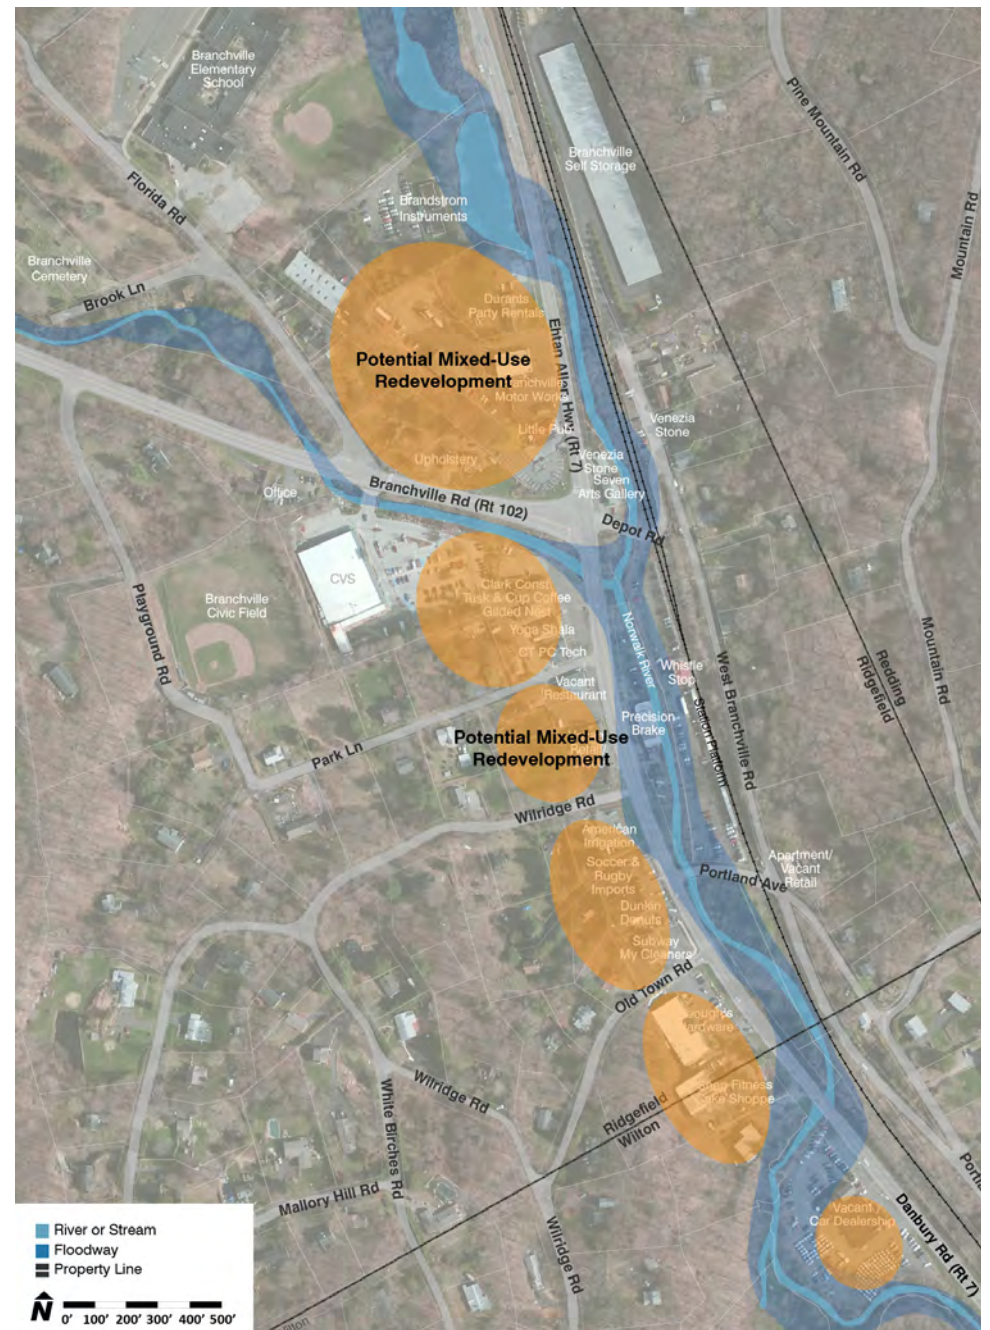 Branchville
Elementary
School
Branchville
Self Storage
Pine Mountain Rd
Mountain Rd
Florida Rd
Brandstrom
Instruments
Branchville
Cemetery
Brook Ln
Durants
Party Rentals
Ehtan Allen Hwy (Rt 7)
Potential Mixed-Use
Redevelopment
Branchville
Motor Works
Little Pub
Upholstery
Venezia
Stone
Venezia
Stone
Seven
Arts Gallery
Office
Branchville Rd (Rt 102)
Depot Rd
CVS
Clark Const.
Tusk & Cup Coffee
Gilded Nest
Yoga Shala
CT PC Tech
Playground Rd
Branchville
Civic Field
Norwalk River
Mountain Rd
Redding
Ridgefield
Whistle
Stop
Station Platform
West Branchville Rd
Vacant
Restaurant
Precision
Brake
Park Ln
Potential Mixed-Use
Redevelopment
Retail
Wilridge Rd
American
Irrigation
Soccer &
Rugby
Imports
Dunkin
Donuts
Subway
My Cleaners
Portland Ave
Apartment/
Vacant
Retail
Old Town Rd
Hardware
Fitness
Cake Shoppe
Ridgefield
Wilton
Wilridge Rd
White Birches Rd
Mallory Hill Rd
Wilridge Rd
Vacant
Car Dealership
Danbury Rd (Rt 7)
River or Stream
Floodway
Property Line
N
0' 100' 200' 300' 400' 500'